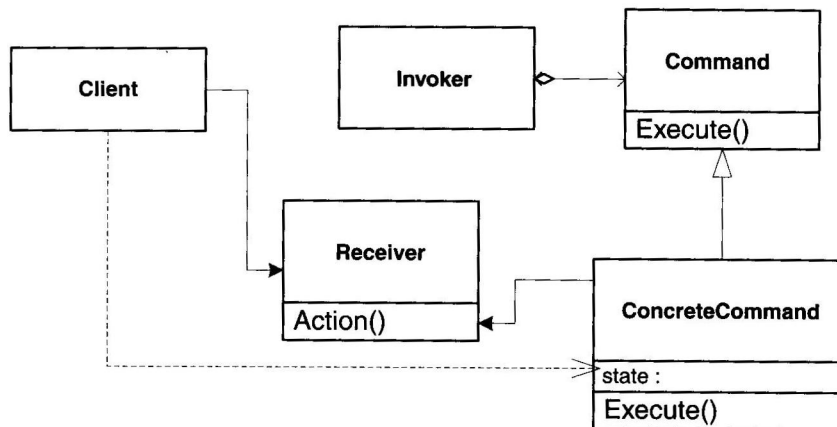 Client
Invoker
Command
Execute()
Receiver
Action()
ConcreteCommand
state :
Execute()